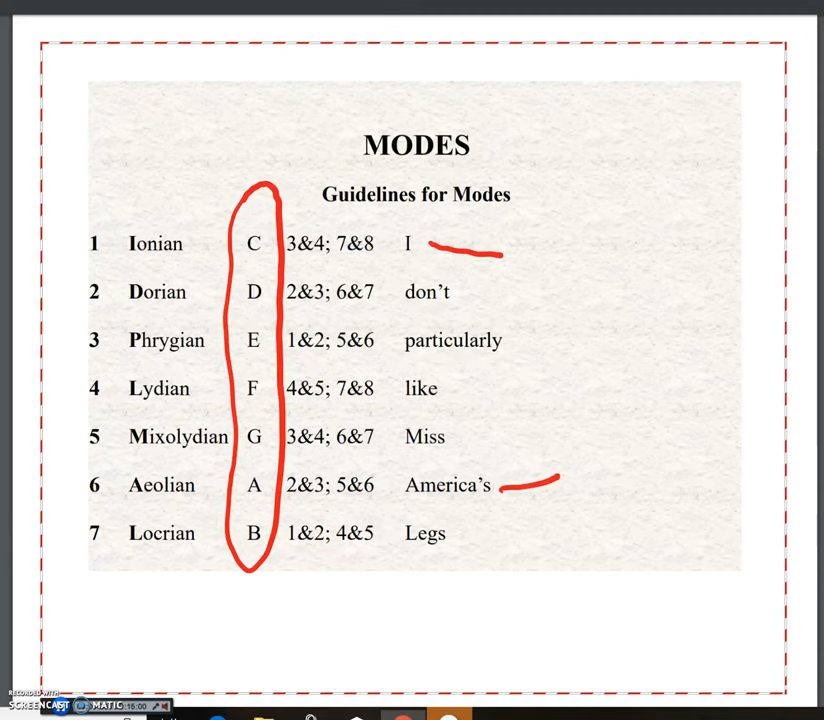 MODES
Guidelines for Modes
1 Ionian C 3&4; 7&8 I
2 Dorian D 2&3; 6&7 don’t
3 Phrygian E 1&2; 5&6 particularly
4 Lydian F 4&5; 7&8 like
5 Mixolydian G 3&4; 6&7 Miss
6 Aeolian A 2&3; 5&6 America’s
7 Locrian B 1&2; 4&5 Legs
RECORDED WITH
SCREENCAST MATIC 15:00